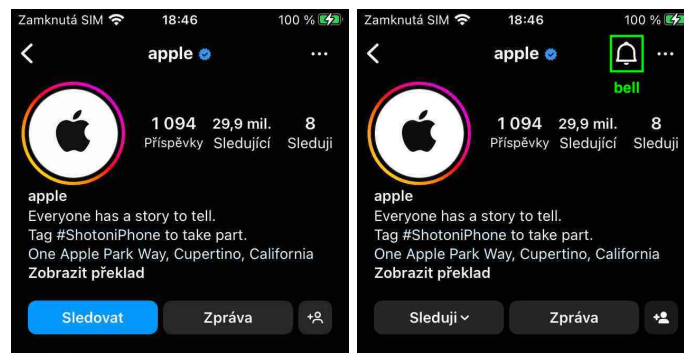 Zamknutá SIM 18:46 100 %
apple
1 094 29,9 mil. 8
Příspěvky Sledující Sleduji
apple
Everyone has a story to tell.
Tag #ShotoniPhone to take part.
One Apple Park Way, Cupertino, California
Zobrazit překlad
Sledovat Zpráva
Zamknutá SIM 18:46 100 %
apple
bell
1 094 29,9 mil. 8
Příspěvky Sledující Sleduji
apple
Everyone has a story to tell.
Tag #ShotoniPhone to take part.
One Apple Park Way, Cupertino, California
Zobrazit překlad
Sleduji Zpráva